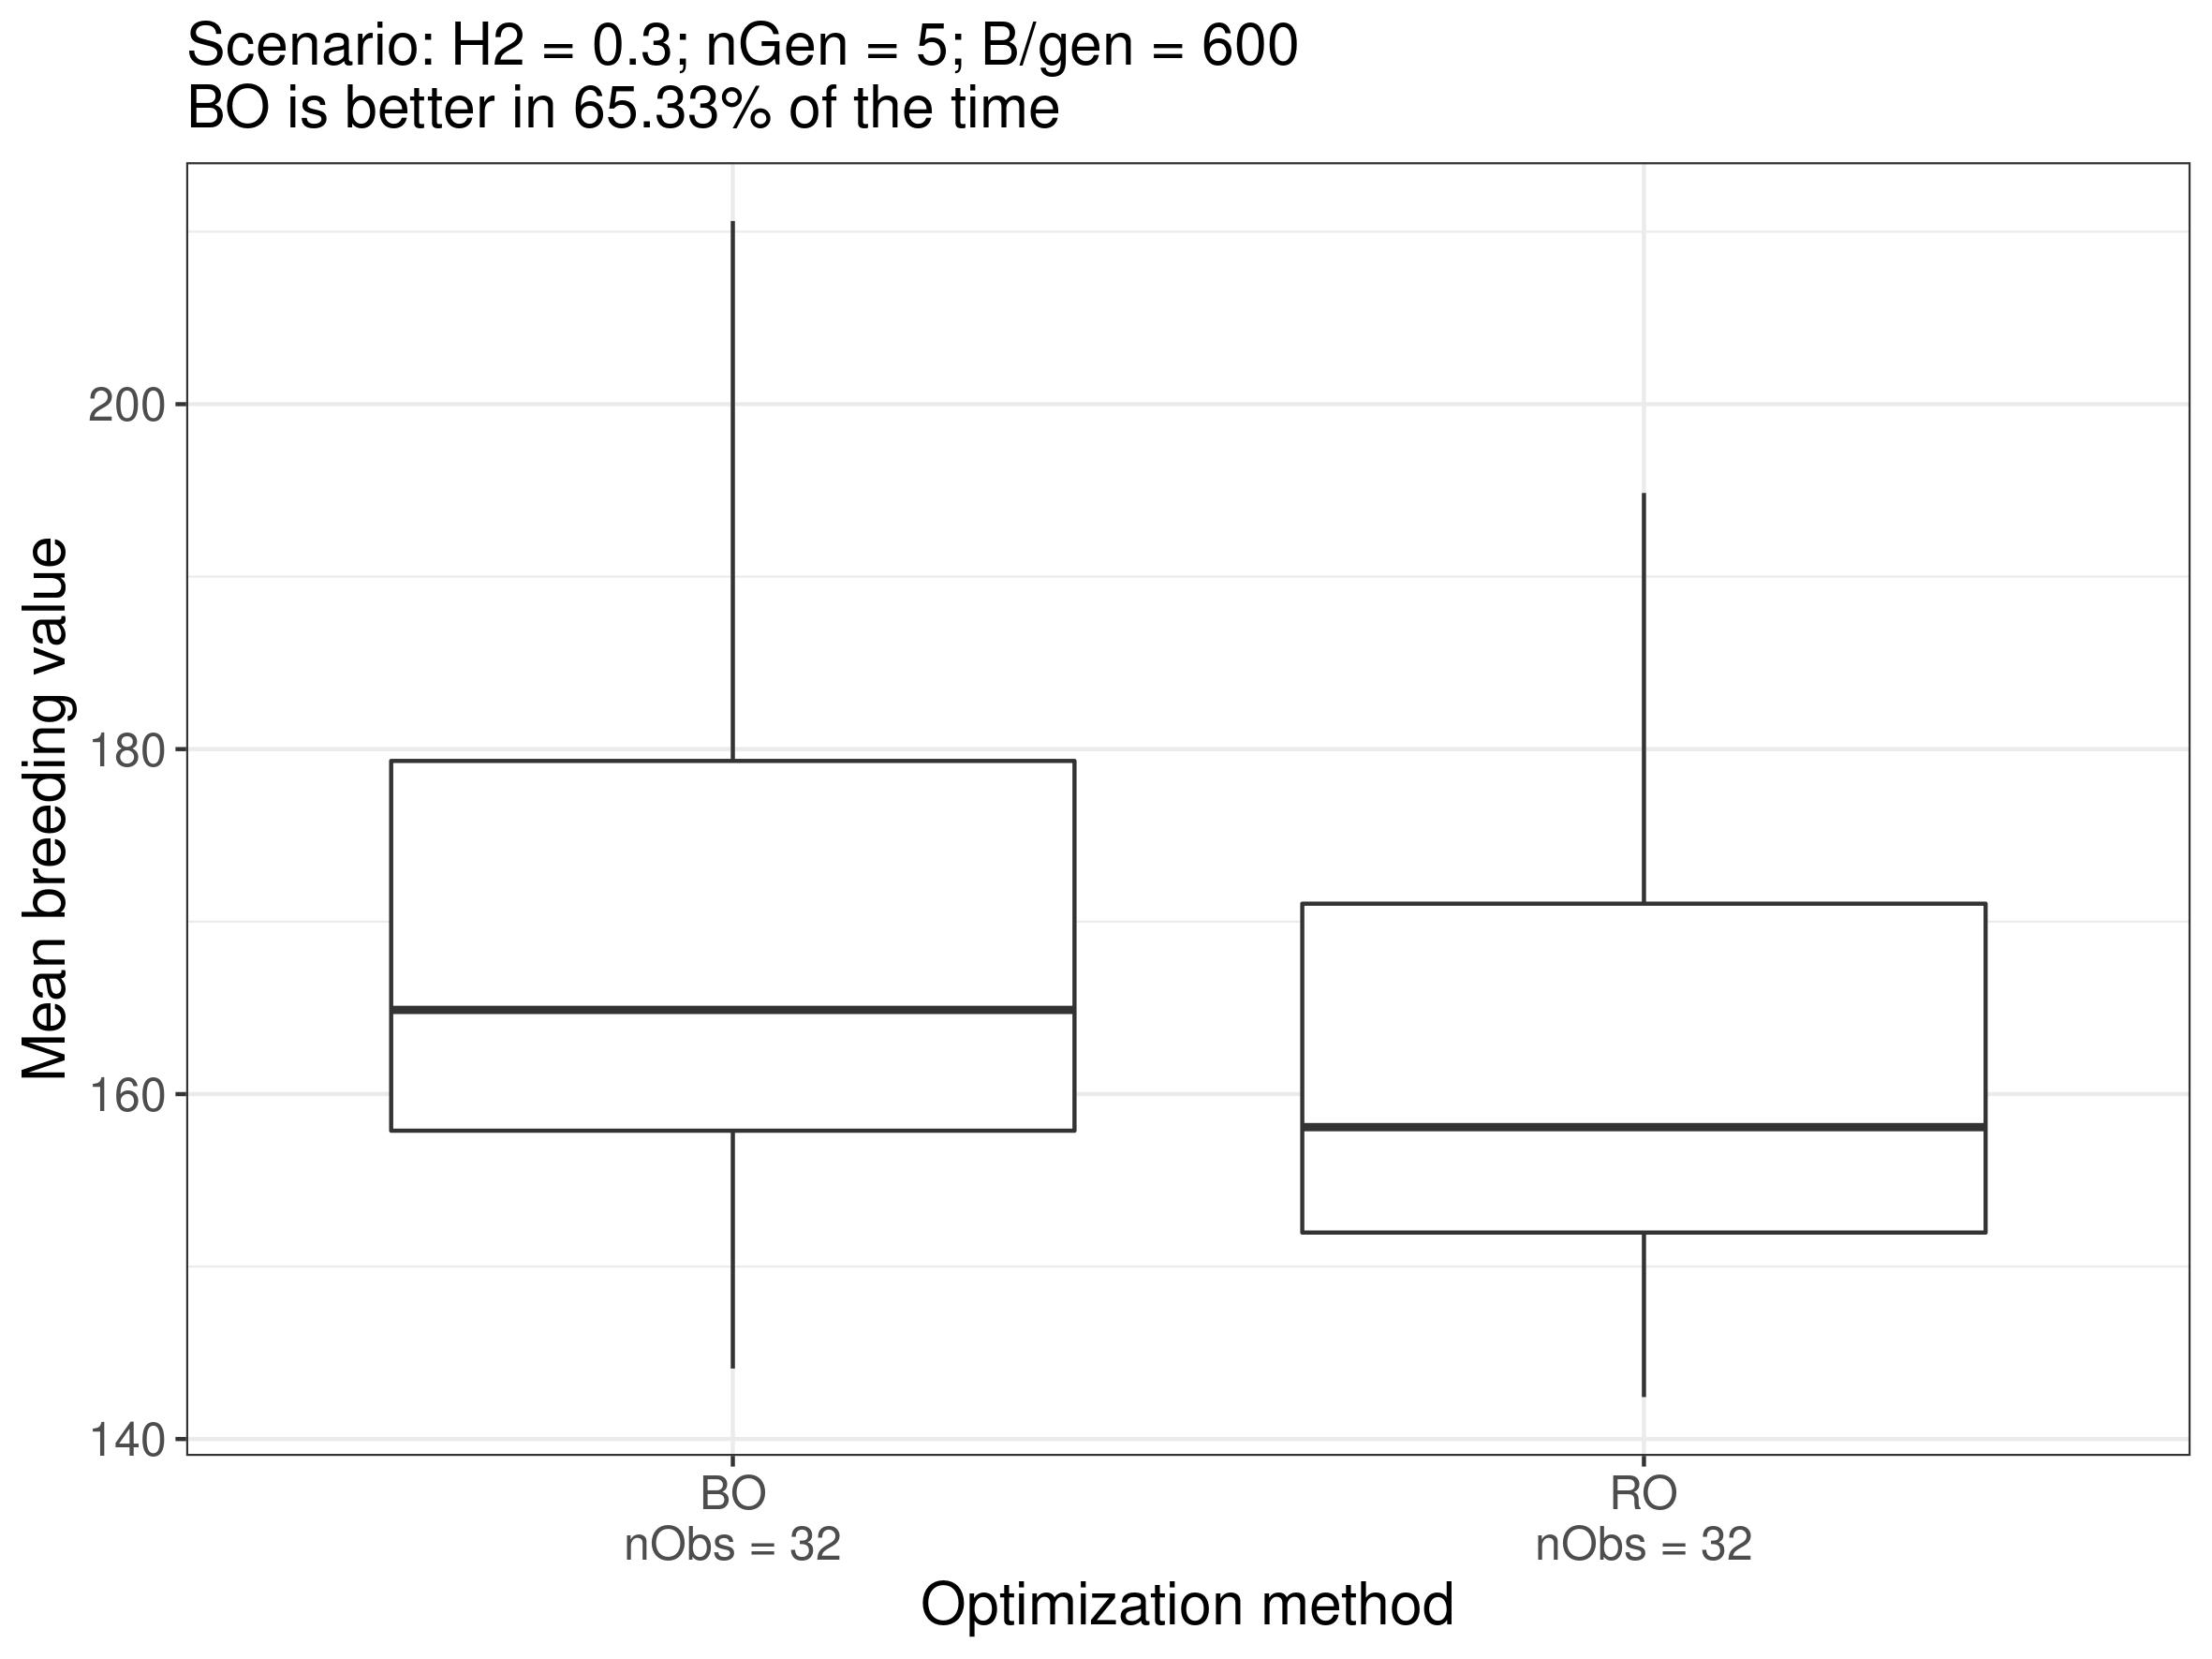 Scenario: H2 = 0.3; nGen = 5; B/gen = 600
BO is better in 65.33% of the time
Mean breeding value
200
180
160
140
BO
nObs = 32
RO
nObs = 32
Optimization method